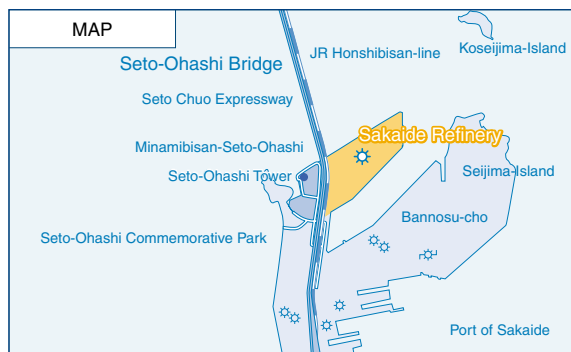 MAP
Koseijima-Island
JR Honshibisan-line
Seto-Ohashi Bridge
Seto Chuo Expressway
Sakaide Refinery
Minamibisan-Seto-Ohashi
Seto-Ohashi Tower
Seijima-Island
Bannosu-cho
Seto-Ohashi Commemorative Park
Port of Sakaide